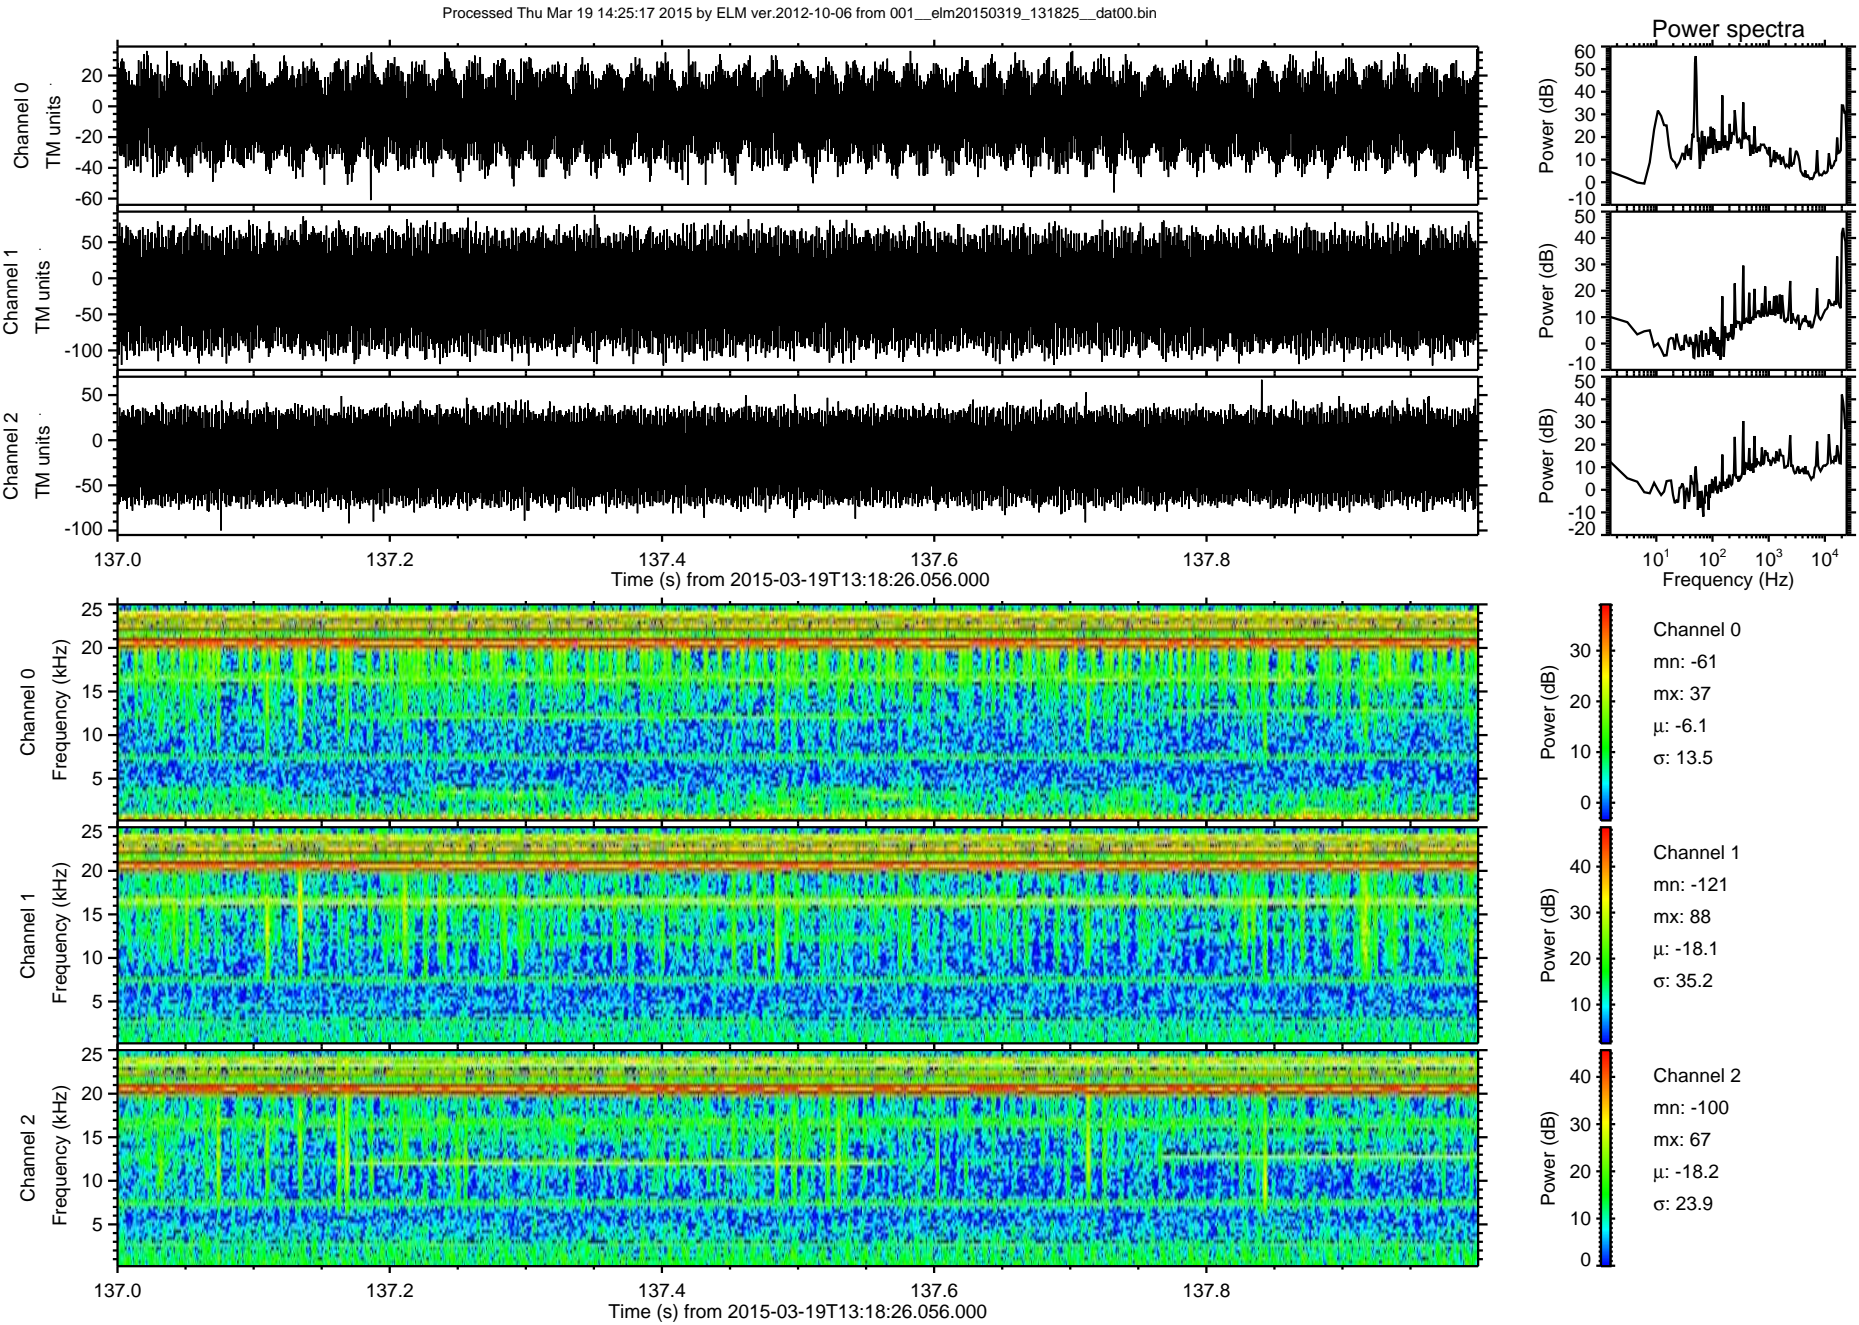 Processed Thu Mar 19 14:25:17 2015 by ELM ver.2012-10-06 from 001__elm20150319_131825__dat00.bin
Power spectra
Channel 0
TM units
20
0
-20
-40
-60
Power (dB)
60
50
40
30
20
10
0
-10
Channel 1
TM units
50
0
-50
-100
Power (dB)
50
40
30
20
10
0
-10
Channel 2
TM units
50
0
-50
-100
Power (dB)
50
40
30
20
10
0
-10
-20
137.0 137.2 137.4 137.6 137.8
Time (s) from 2015-03-19T13:18:26.056.000
10¹ 10² 10³ 10⁴
Frequency (Hz)
Channel 0
Frequency (kHz)
25
20
15
10
5
Power (dB)
30
20
10
0
Channel 0
mn: -61
mx: 37
μ: -6.1
σ: 13.5
Channel 1
Frequency (kHz)
25
20
15
10
5
Power (dB)
40
30
20
10
Channel 1
mn: -121
mx: 88
μ: -18.1
σ: 35.2
Channel 2
Frequency (kHz)
25
20
15
10
5
Power (dB)
40
30
20
10
0
Channel 2
mn: -100
mx: 67
μ: -18.2
σ: 23.9
137.0 137.2 137.4 137.6 137.8
Time (s) from 2015-03-19T13:18:26.056.000